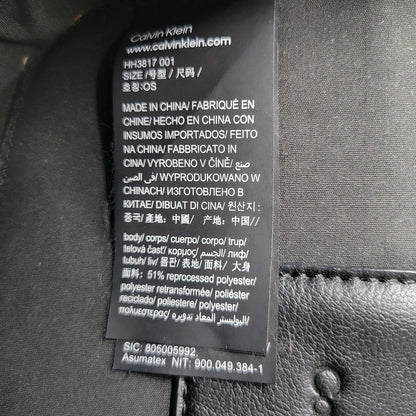 Calvin Klein
www.calvinklein.com
HH3817 001
SIZE /号型 / 尺码 /
호칭:OS
MADE IN CHINA/ FABRIQUÉ EN
CHINE/ HECHO EN CHINA CON
INSUMOS IMPORTADOS/ FEITO
NA CHINA/ FABBRICATO IN
CINA/ VYROBENO V ČÍNĚ/ صنع
في الصين/ WYPRODUKOWANO W
CHINACH/ ИЗГОТОВЛЕНО В
КИТАЕ/ DIBUAT DI CINA/ 원산지 :
중국/ 產地：中國/ 产地：中国/
body/ corps/ cuerpo/ corpo/ trup/
telová časť/ кормос/ الجسم/ лиф/
tubuh/ liv/ 몸판/ 表地/ 面料/ 大身
面料: 51% reprocessed polyester/
polyester retransformée/ poliéster
reciclado/ poliestere/ poliester/
البوليستر المعاد تدويره/
SIC: 805005992,
Asumatex NIT: 900.049.384-1